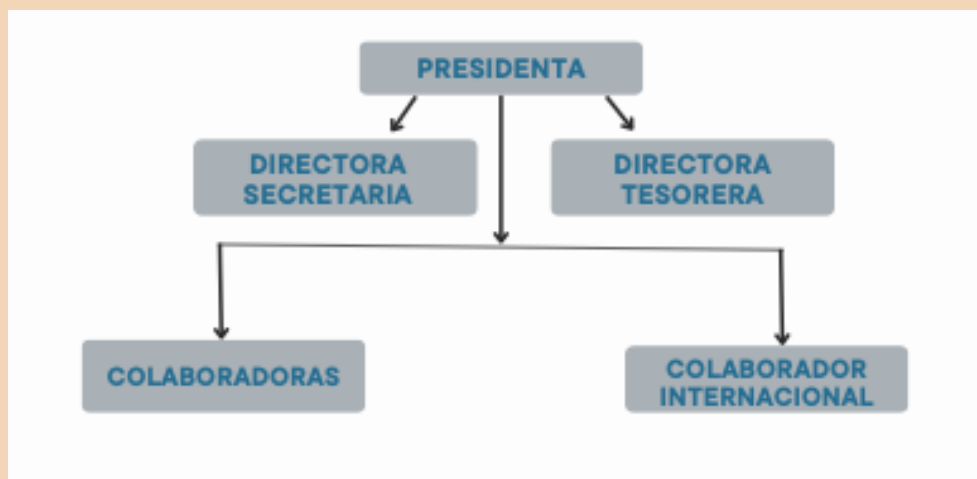 PRESIDENTA
DIRECTORA
SECRETARIA
DIRECTORA
TESORERA
COLABORADORAS
COLABORADOR
INTERNACIONAL